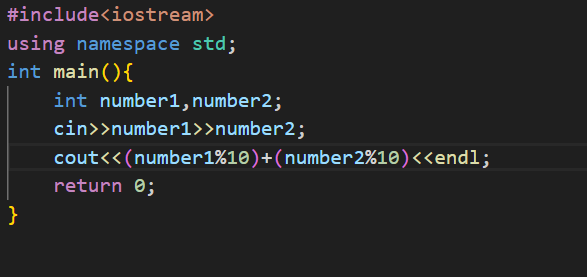 #include<iostream>
using namespace std;
int main(){
    int number1,number2;
    cin>>number1>>number2;
    cout<<(number1%10)+(number2%10)<<endl;
    return 0;
}